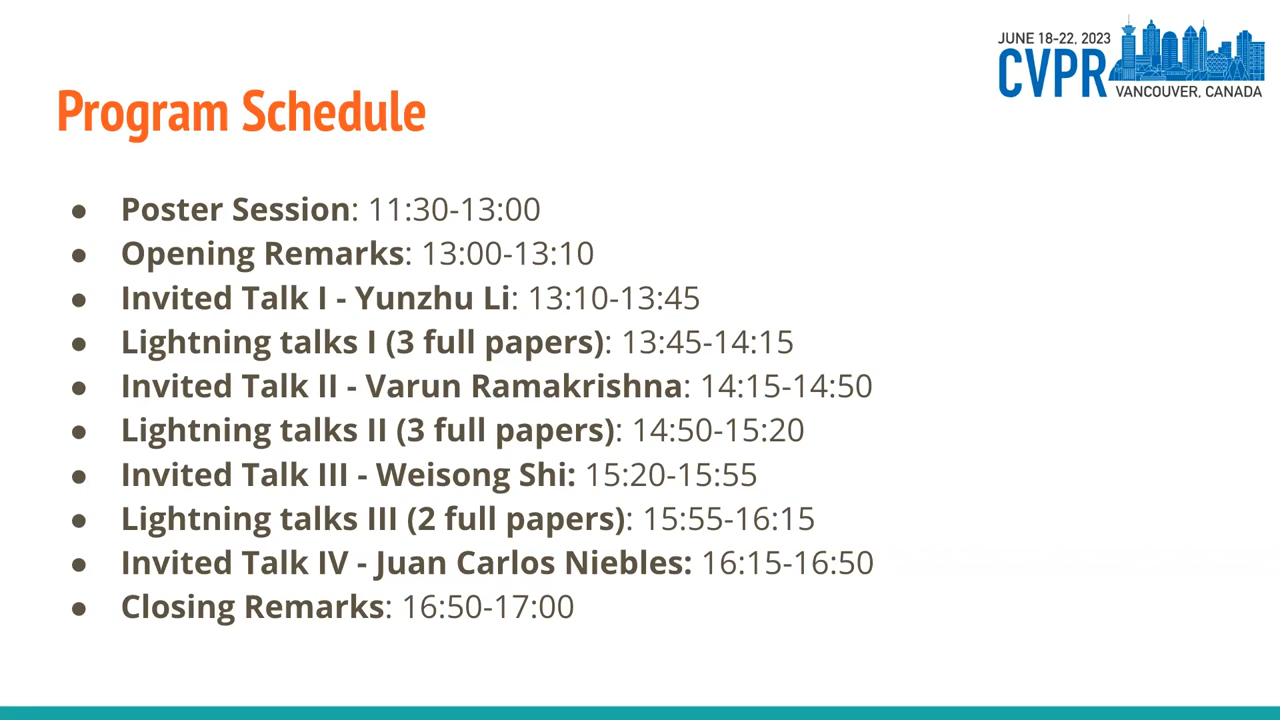 JUNE 18-22, 2023
CVPR
VANCOUVER, CANADA
Program Schedule
● Poster Session: 11:30-13:00
● Opening Remarks: 13:00-13:10
● Invited Talk I - Yunzhu Li: 13:10-13:45
● Lightning talks I (3 full papers): 13:45-14:15
● Invited Talk II - Varun Ramakrishna: 14:15-14:50
● Lightning talks II (3 full papers): 14:50-15:20
● Invited Talk III - Weisong Shi: 15:20-15:55
● Lightning talks III (2 full papers): 15:55-16:15
● Invited Talk IV - Juan Carlos Niebles: 16:15-16:50
● Closing Remarks: 16:50-17:00